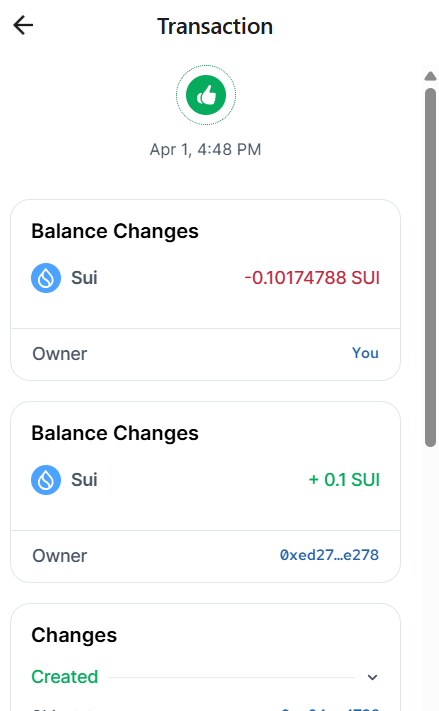 Transaction
Apr 1, 4:48 PM
Balance Changes
Sui -0.10174788 SUI
Owner You
Balance Changes
Sui + 0.1 SUI
Owner 0xed27…e278
Changes
Created